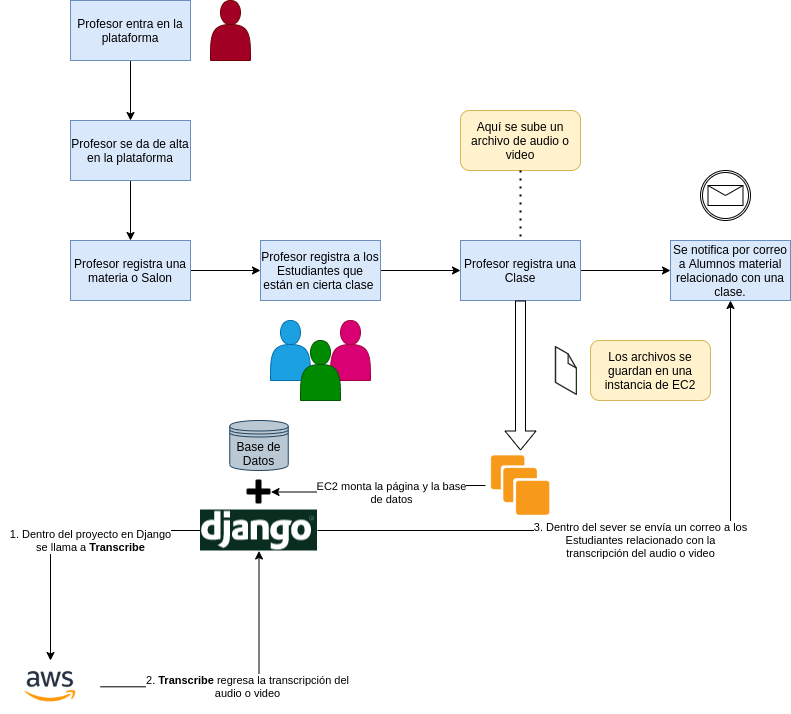 Profesor entra en la
plataforma
Profesor se da de alta
en la plataforma
Aquí se sube un
archivo de audio o
video
Profesor registra una
materia o Salon
Profesor registra a los
Estudiantes que
están en cierta clase
Profesor registra una
Clase
Se notifica por correo
a Alumnos material
relacionado con una
clase.
Los archivos se
guardan en una
instancia de EC2
Base de
Datos
EC2 monta la página y la base
de datos
django
1. Dentro del proyecto en Django
se llama a Transcribe
3. Dentro del sever se envía un correo a los
Estudiantes relacionado con la
transcripción del audio o video
aws
2. Transcribe regresa la transcripción del
audio o video